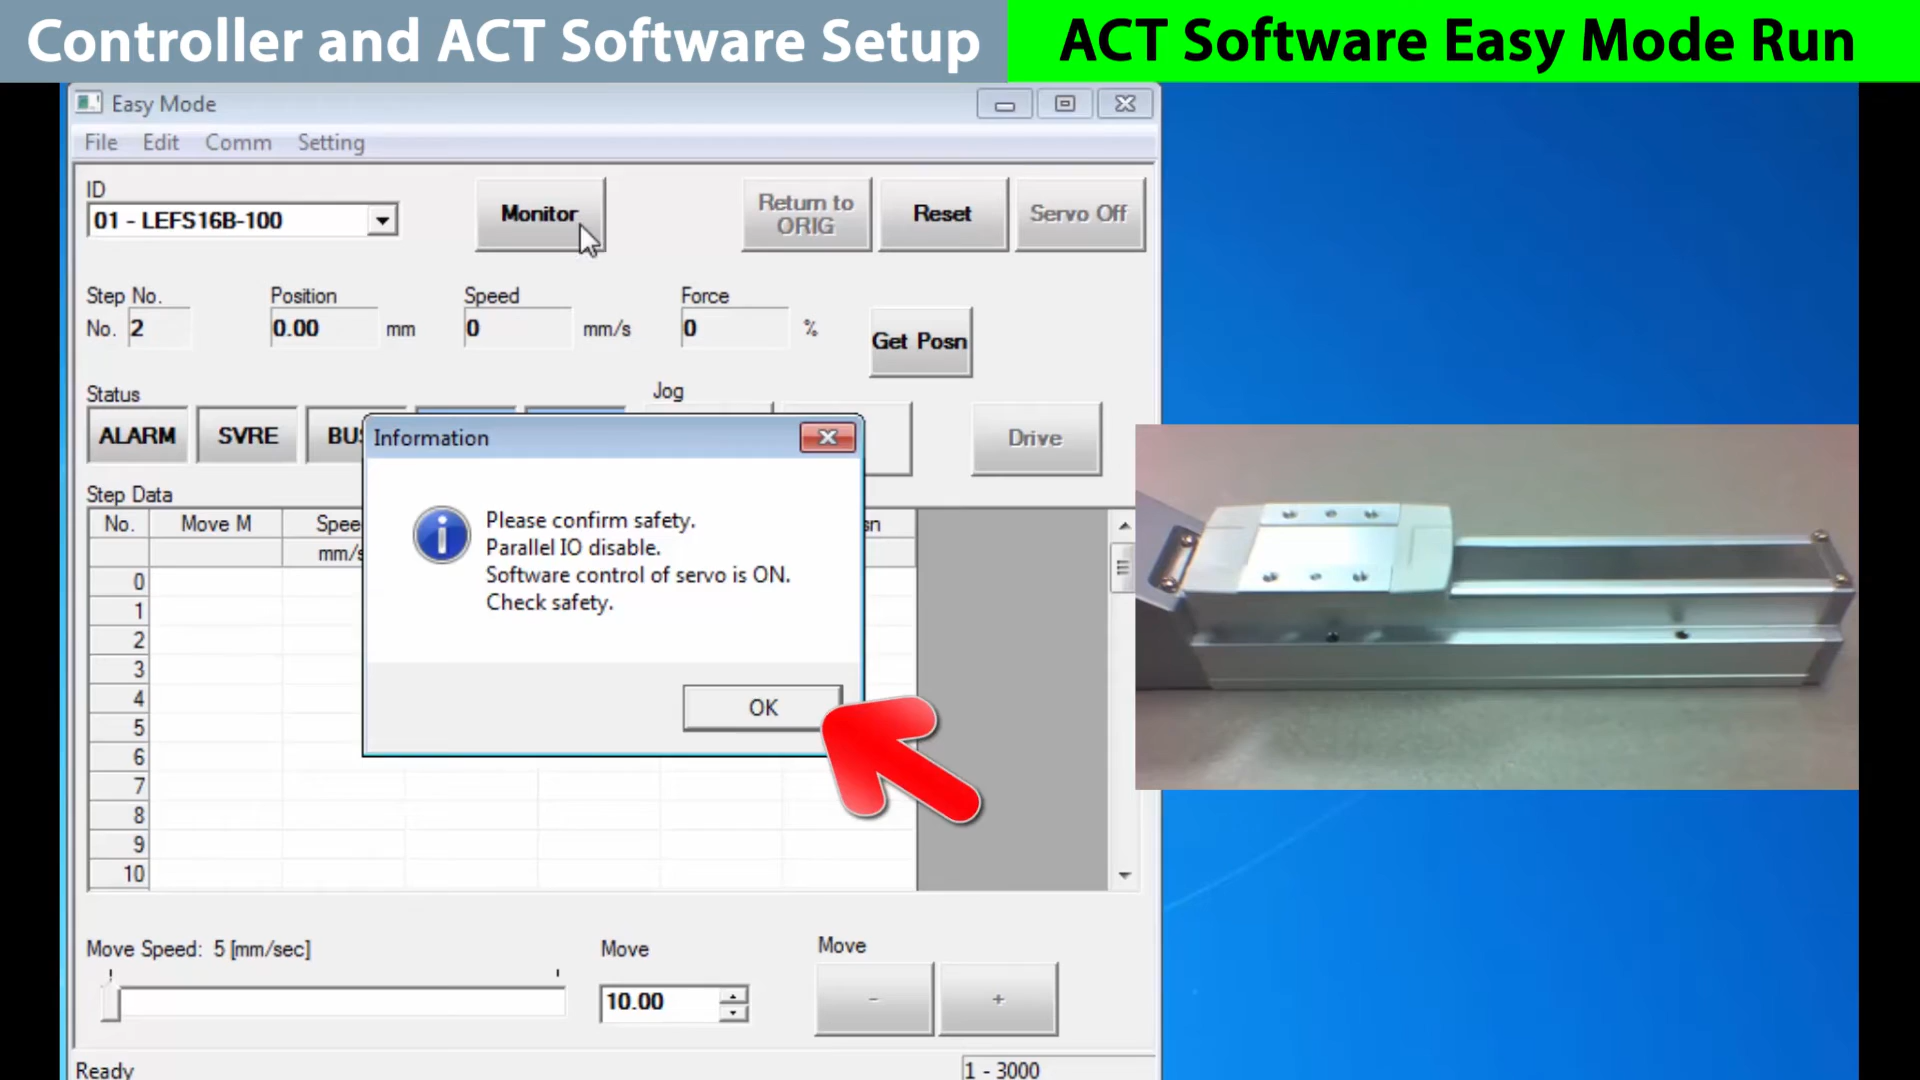 Controller and ACT Software Setup
ACT Software Easy Mode Run
Easy Mode
File Edit Comm Setting
ID
01 - LEFS16B-100
Monitor
Return to
ORIG
Reset
Servo Off
Step No.
Position
Speed
Force
No. 2
0.00 mm
0 mm/s
0 %
Get Posn
Status
Jog
ALARM
SVRE
Drive
Information
Please confirm safety.
Parallel IO disable.
Software control of servo is ON.
Check safety.
OK
Step Data
No.
Move M
0
1
2
3
4
5
6
7
8
9
10
Move Speed: 5 [mm/sec]
Move
10.00
Move
-
+
Ready
1 - 3000